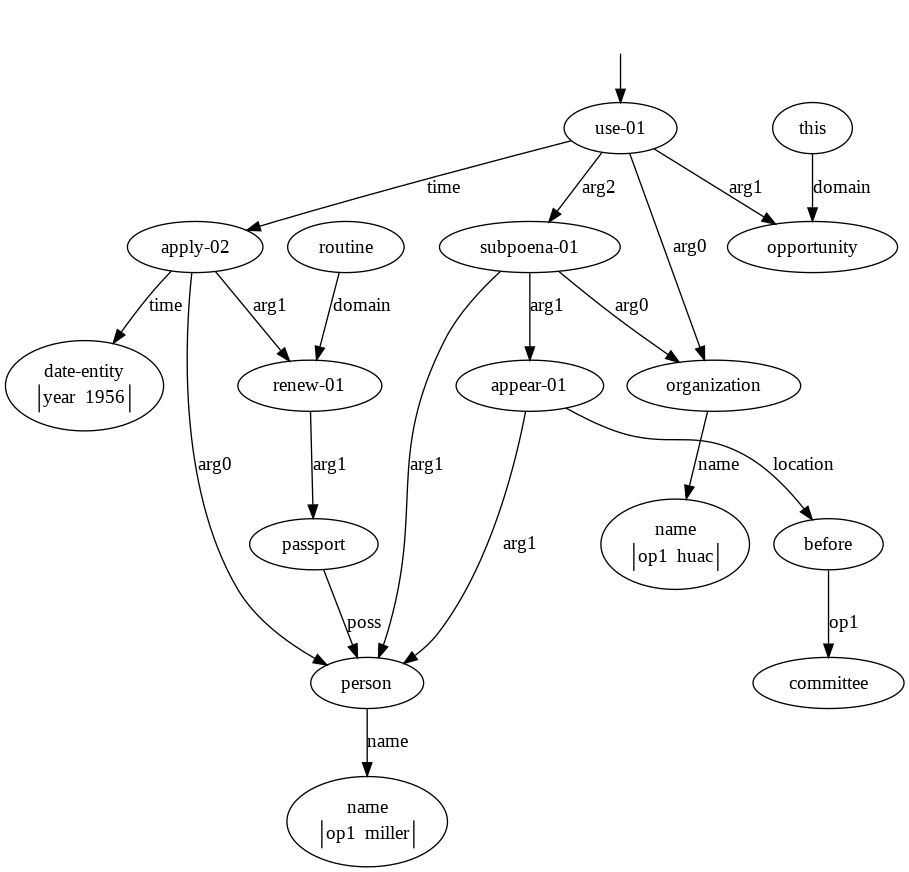 use-01
this
time
arg2
arg1
domain
arg0
apply-02
routine
subpoena-01
opportunity
time
arg1
domain
arg1
arg0
date-entity
year 1956
renew-01
appear-01
organization
arg0
arg1
arg1
name
location
passport
arg1
name
op1 huac
before
poss
op1
person
committee
name
name
op1 miller